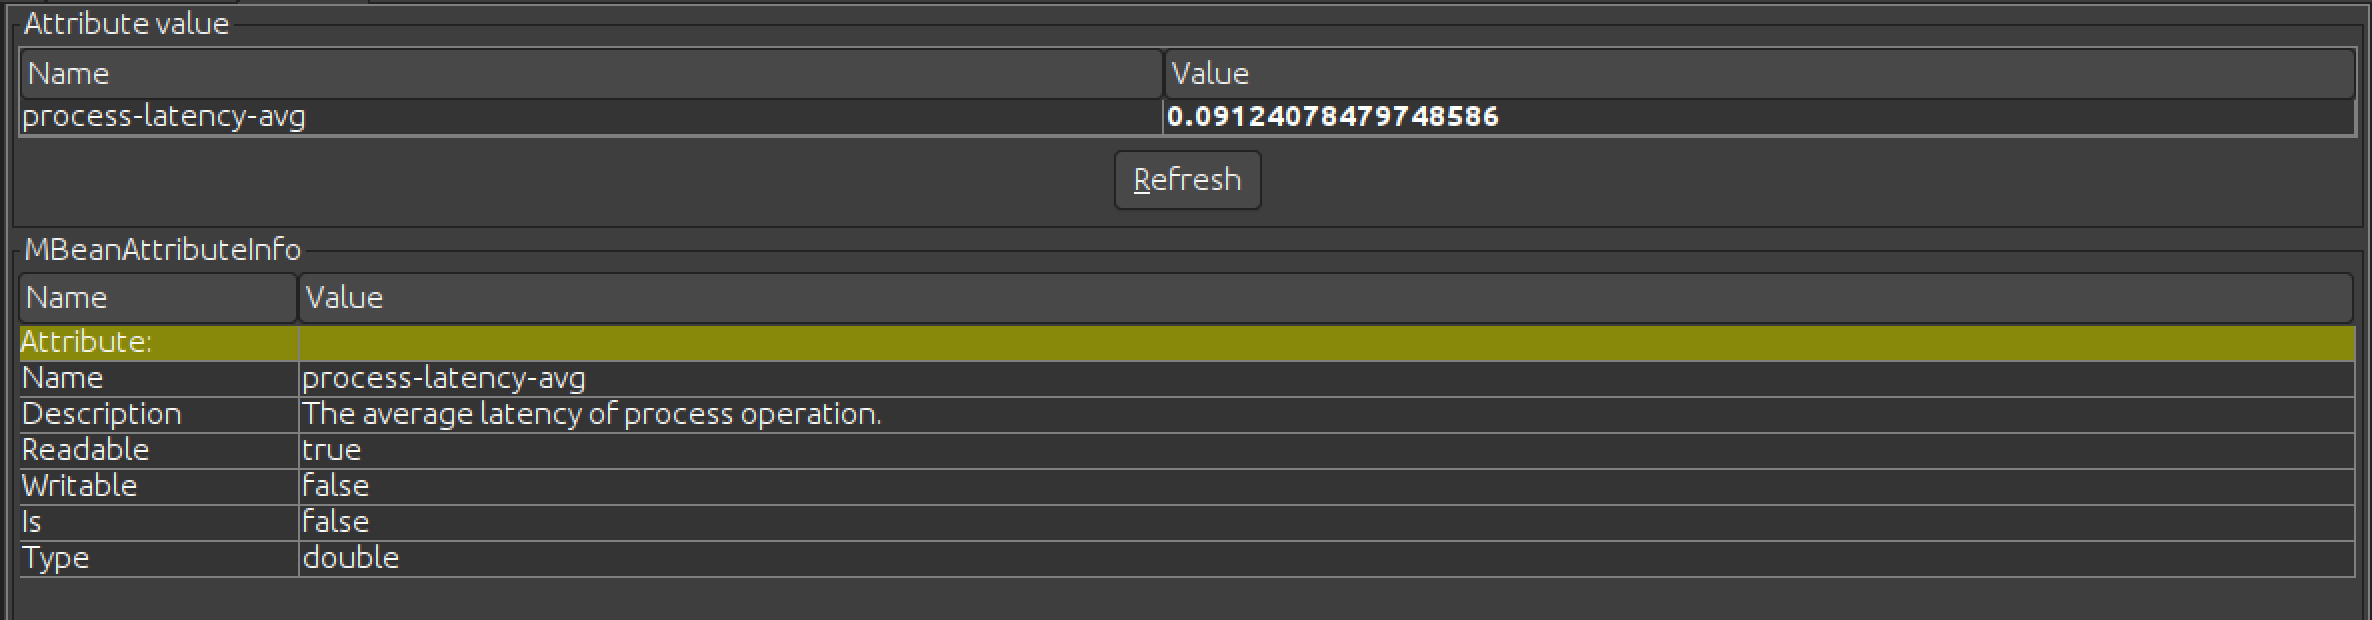 Attribute value
Name Value
process-latency-avg 0.09124078479748586
Refresh
MBeanAttributeInfo
Name Value
Attribute:
Name process-latency-avg
Description The average latency of process operation.
Readable true
Writable false
Is false
Type double